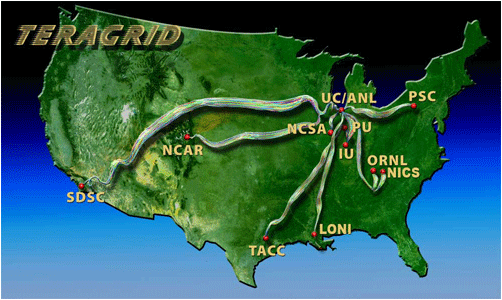 TERAGRID
UC/ANL
PSC
NCSA
PU
NCAR
IU
ORNL
NICS
SDSC
LONI
TACC